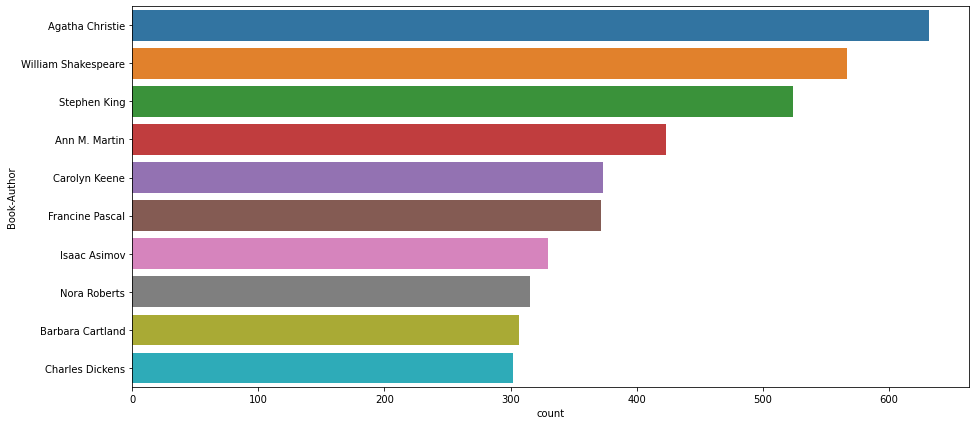 Book-Author
Agatha Christie
William Shakespeare
Stephen King
Ann M. Martin
Carolyn Keene
Francine Pascal
Isaac Asimov
Nora Roberts
Barbara Cartland
Charles Dickens
0 100 200 300 400 500 600
count